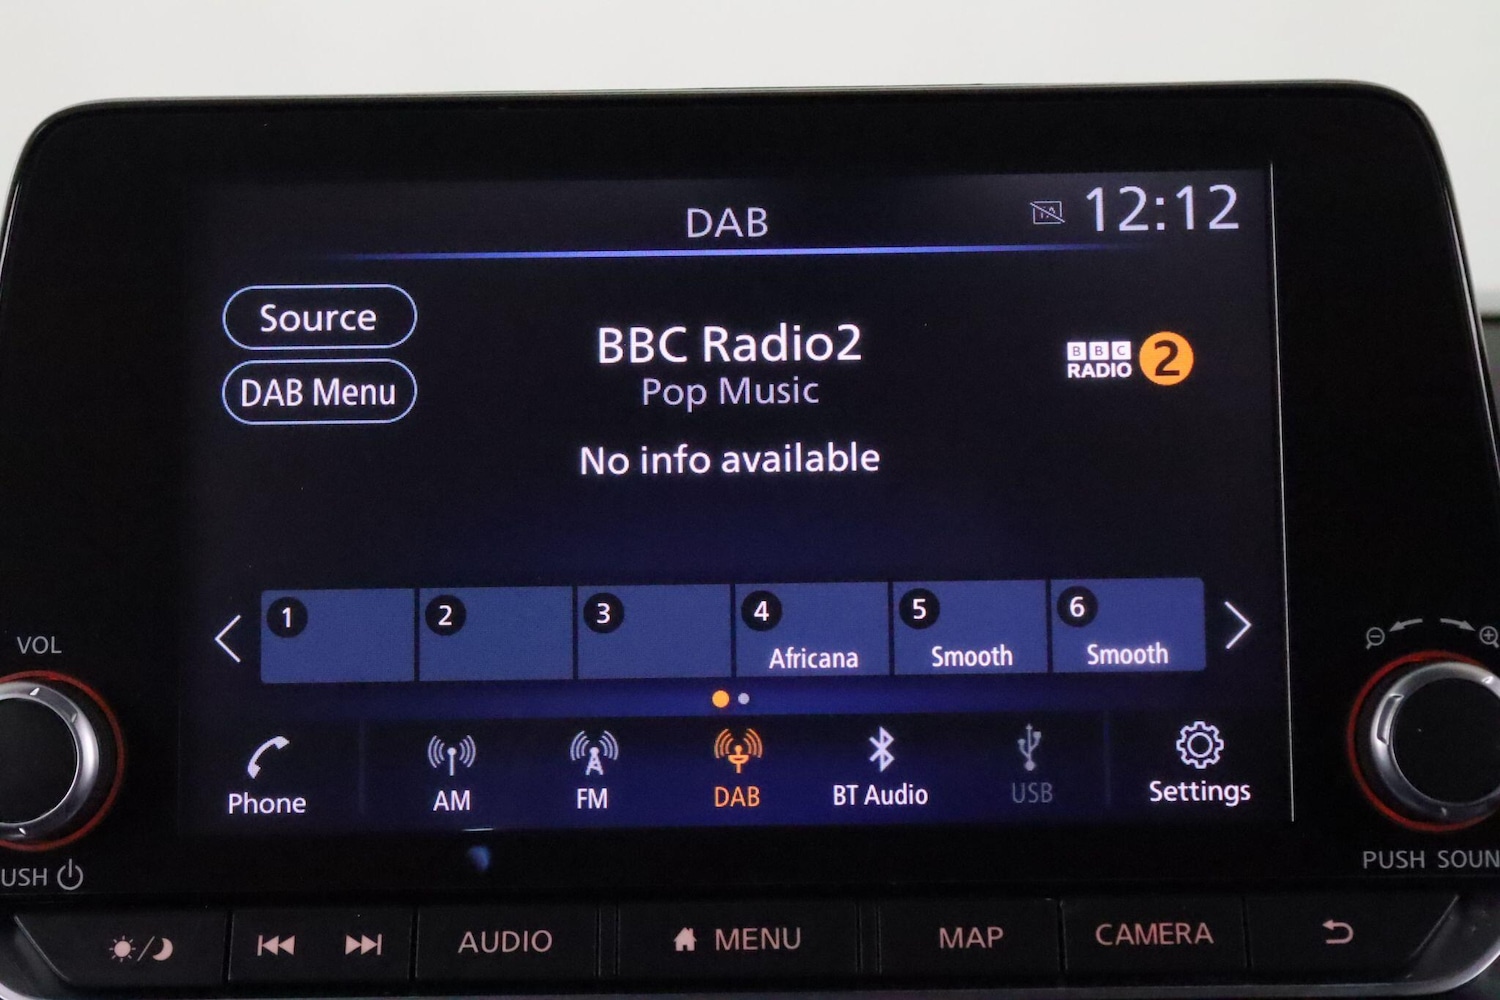 DAB
TA
12:12
Source
DAB Menu
BBC Radio2
Pop Music
No info available
BBC
RADIO
2
1
2
3
4
Africana
5
Smooth
6
Smooth
VOL
Phone
AM
FM
DAB
BT Audio
USB
Settings
USH
PUSH SOUN
AUDIO
MENU
MAP
CAMERA